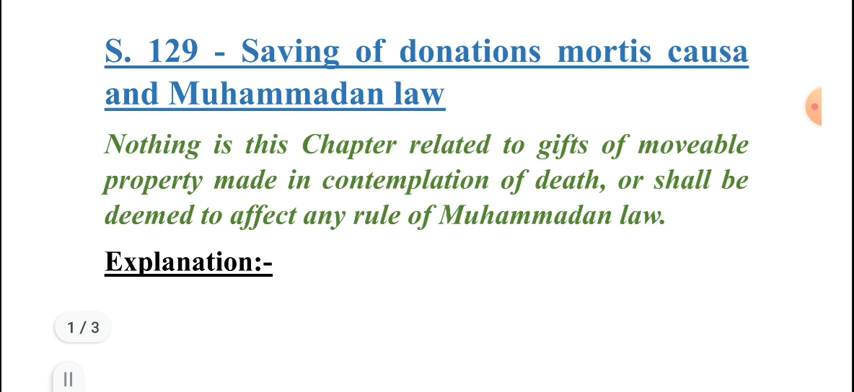 S. 129 - Saving of donations mortis causa
and Muhammadan law
Nothing is this Chapter related to gifts of moveable
property made in contemplation of death, or shall be
deemed to affect any rule of Muhammadan law.
Explanation:-
1 / 3